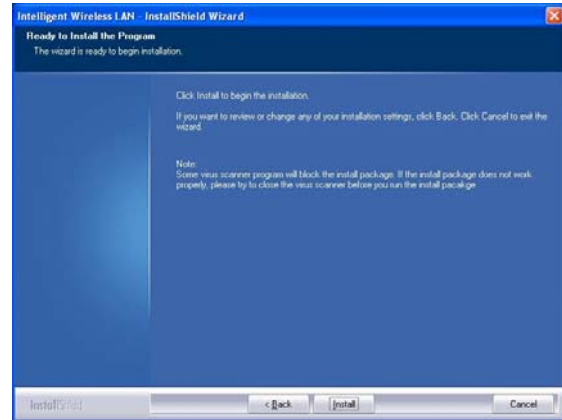 Intelligent Wireless LAN - InstallShield Wizard
Ready to Install the Program
The wizard is ready to begin installation.
Click Install to begin the installation.
If you want to review or change any of your installation settings, click Back. Click Cancel to exit the
wizard.
Note:
Some virus scanner program will block the install package. If the install package does not work
properly, please try to close the virus scanner before you run the install pacakge
InstallShield
< Back
Install
Cancel